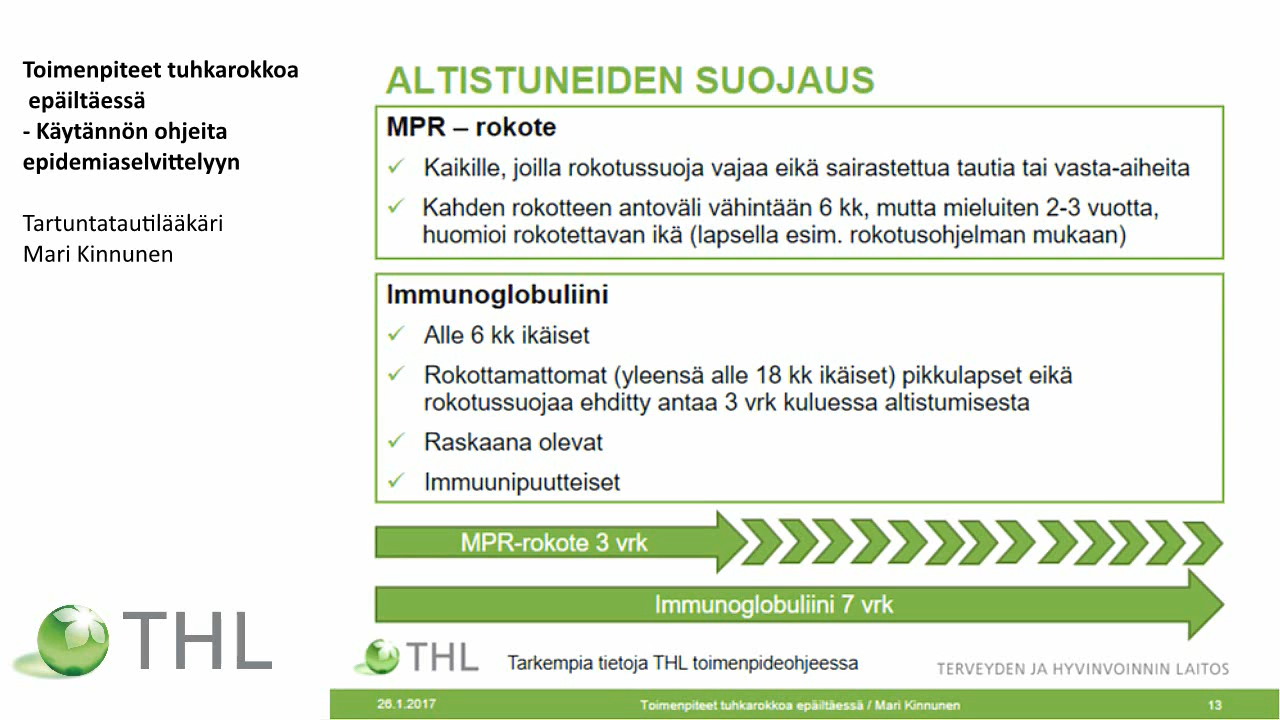 Toimenpiteet tuhkarokkoa
epäiltäessä
- Käytännön ohjeita
epidemiaselvittelyyn
Tartuntatautilääkäri
Mari Kinnunen
THL
ALTISTUNEIDEN SUOJAUS
MPR – rokote
✓ Kaikille, joilla rokotussuoja vajaa eikä sairastettua tautia tai vasta-aiheita
✓ Kahden rokotteen antoväli vähintään 6 kk, mutta mieluiten 2-3 vuotta,
huomioi rokotettavan ikä (lapsella esim. rokotusohjelman mukaan)
Immunoglobuliini
✓ Alle 6 kk ikäiset
✓ Rokottamattomat (yleensä alle 18 kk ikäiset) pikkulapset eikä
rokotussuojaa ehditty antaa 3 vrk kuluessa altistumisesta
✓ Raskaana olevat
✓ Immuunipuutteiset
MPR-rokote 3 vrk
Immunoglobuliini 7 vrk
THL
Tarkempia tietoja THL toimenpideohjeessa
TERVEYDEN JA HYVINVOINNIN LAITOS
26.1.2017
Toimenpiteet tuhkarokkoa epäiltäessä / Mari Kinnunen
13